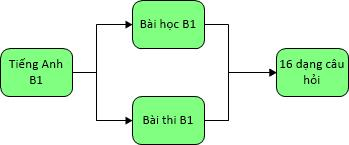 Bài học B1
Tiếng Anh
B1
16 dạng câu
hỏi
Bài thi B1